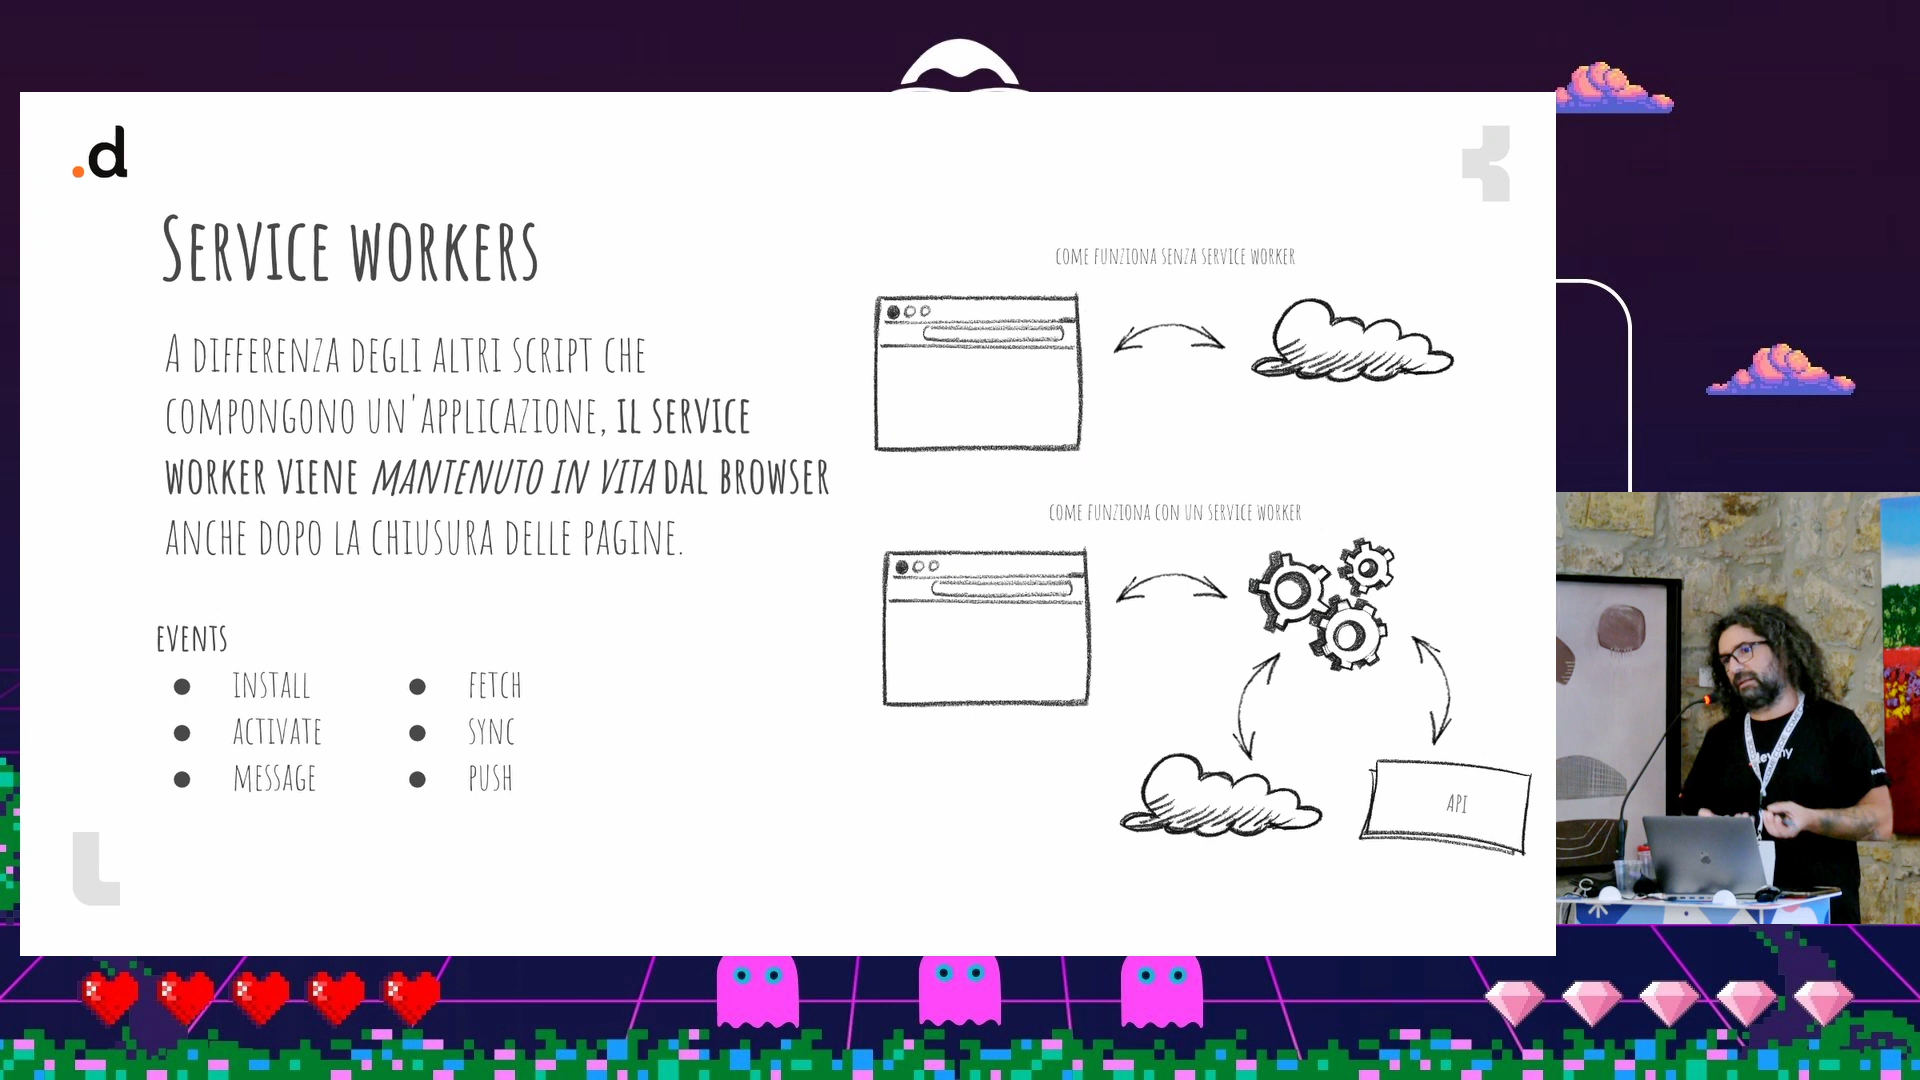 .d
SERVICE WORKERS
A DIFFERENZA DEGLI ALTRI SCRIPT CHE
COMPONGONO UN'APPLICAZIONE, IL SERVICE
WORKER VIENE MANTENUTO IN VITA DAL BROWSER
ANCHE DOPO LA CHIUSURA DELLE PAGINE.
EVENTS
● INSTALL
● ACTIVATE
● MESSAGE
● FETCH
● SYNC
● PUSH
COME FUNZIONA SENZA SERVICE WORKER
COME FUNZIONA CON UN SERVICE WORKER
API